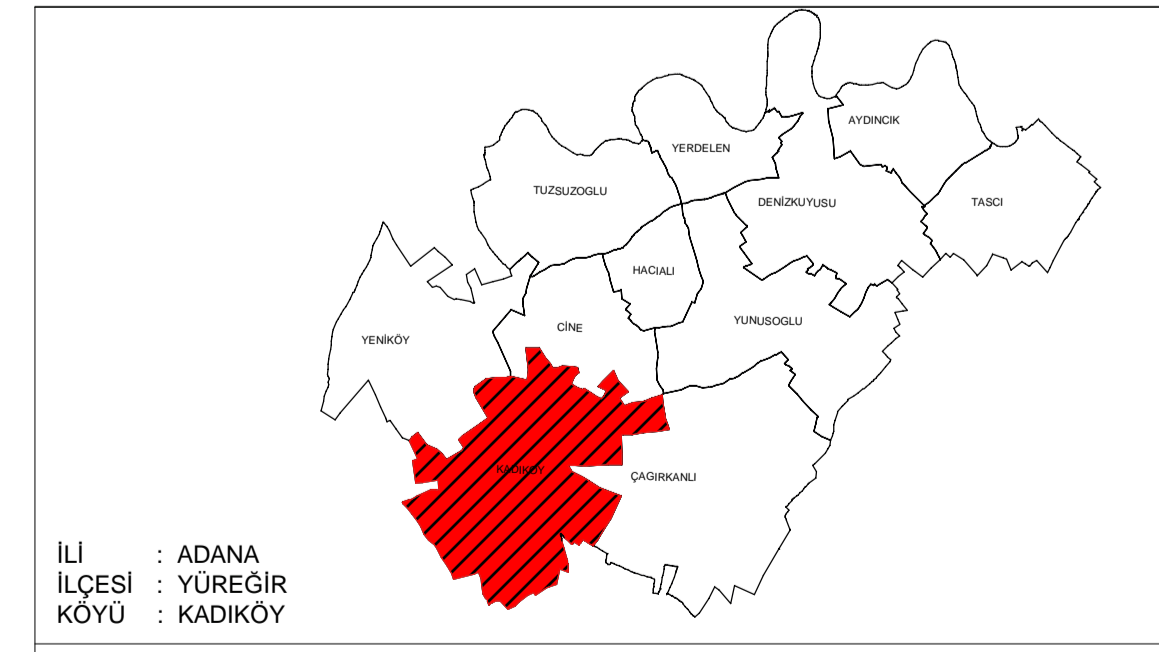 AYDINCIK
YERDELEN
TUZSUZOGLU
DENİZKUYUSU
TASCI
HACIALI
CİNE
YUNUSOGLU
YENİKÖY
KADIKÖY
ÇAGIRKANLI
İLİ : ADANA
İLÇESİ : YÜREĞİR
KÖYÜ : KADIKÖY